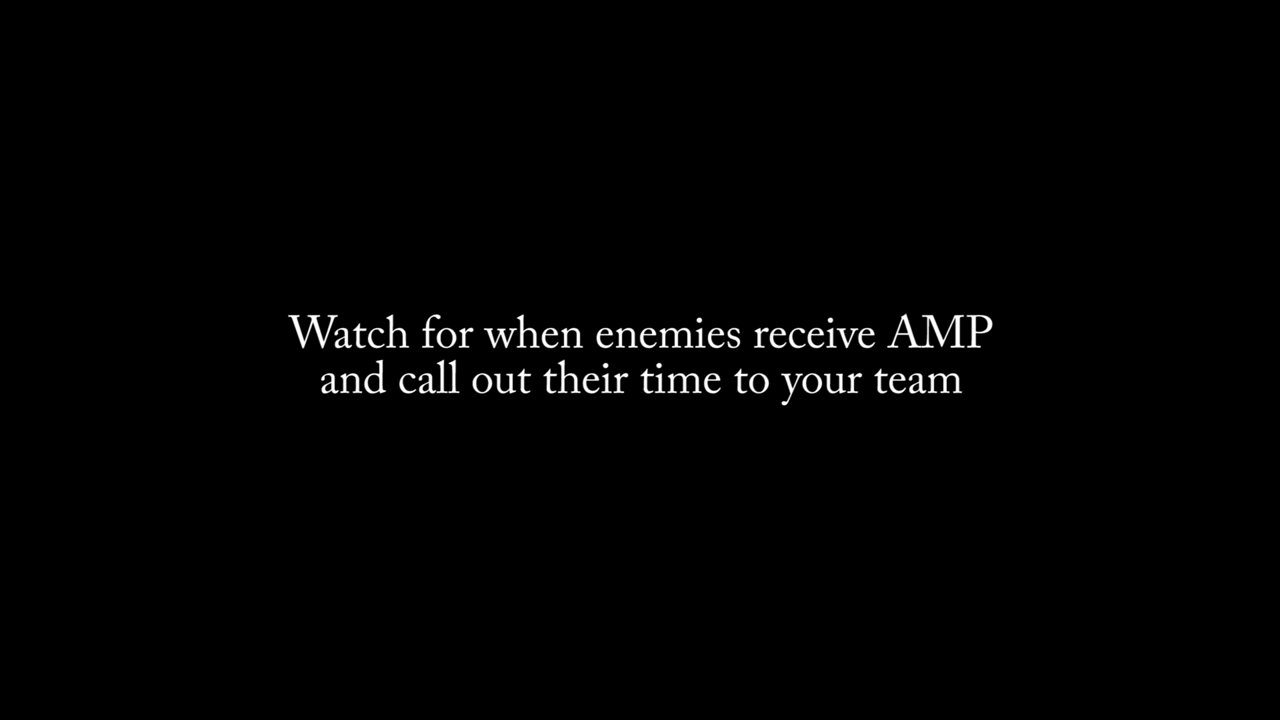 Watch for when enemies receive AMP
and call out their time to your team